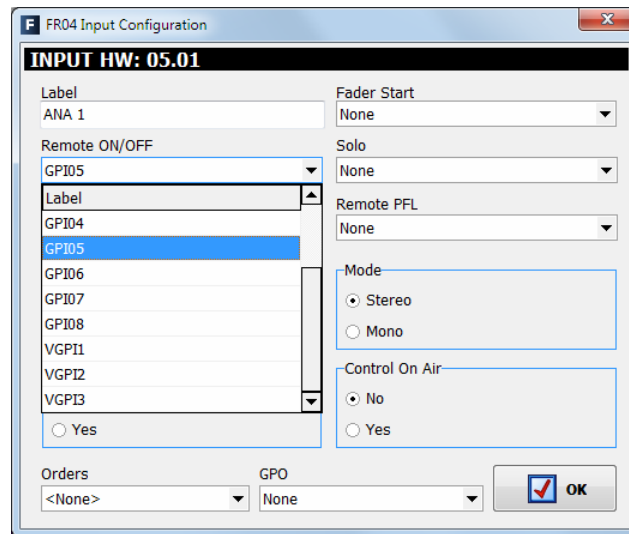 F FR04 Input Configuration
INPUT HW: 05.01
Label
ANA 1
Fader Start
None
Remote ON/OFF
GPI05
Solo
None
Label
GPI04
GPI05
GPI06
GPI07
GPI08
VGPI1
VGPI2
VGPI3
Remote PFL
None
Mode
Stereo
Mono
Control On Air
No
Yes
Yes
Orders
<None>
GPO
None
OK